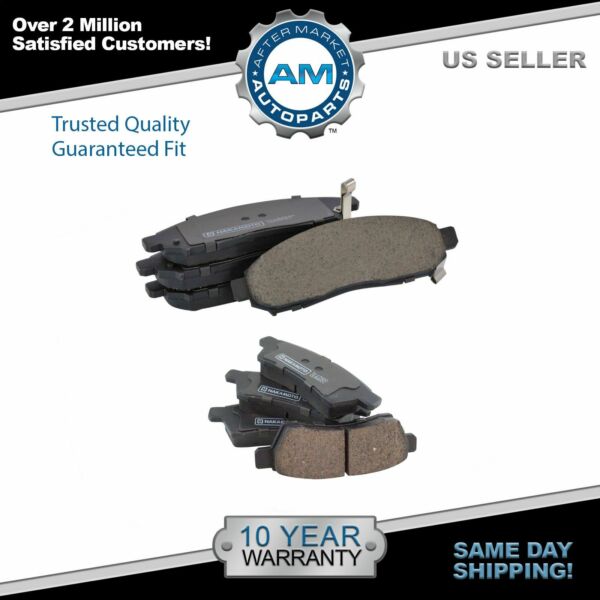 Over 2 Million
Satisfied Customers!
AFTER MARKET
AM
AUTOPARTS
™
US SELLER
Trusted Quality
Guaranteed Fit
NAKAMOTO
NAKAMOTO
NAKAMOTO
10 YEAR
WARRANTY
SAME DAY
SHIPPING!